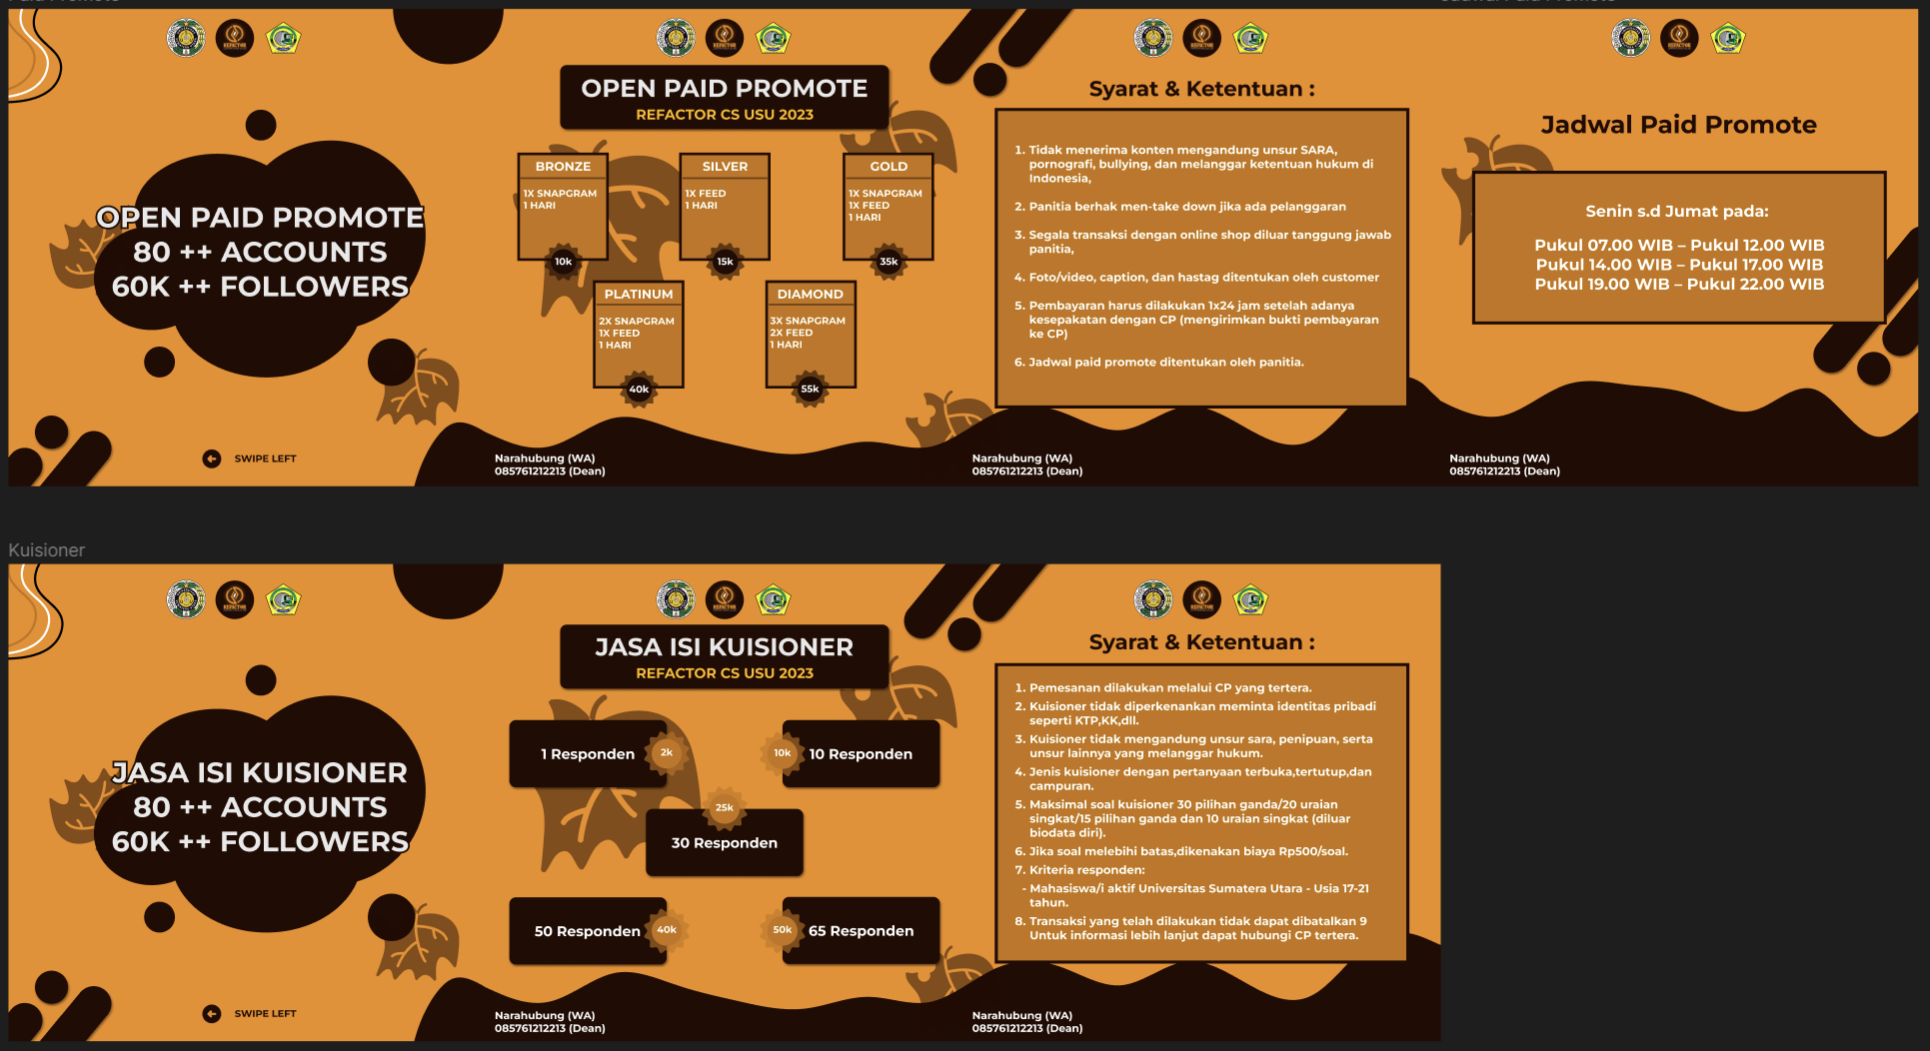 OPEN PAID PROMOTE
80 ++ ACCOUNTS
60K ++ FOLLOWERS
SWIPE LEFT
OPEN PAID PROMOTE
REFACTOR CS USU 2023
BRONZE
1X SNAPGRAM
1 HARI
10k
SILVER
1X FEED
1 HARI
15k
GOLD
1X SNAPGRAM
1X FEED
1 HARI
35k
PLATINUM
2X SNAPGRAM
1X FEED
1 HARI
40k
DIAMOND
3X SNAPGRAM
2X FEED
1 HARI
55k
Narahubung (WA)
085761212213 (Dean)
Syarat & Ketentuan :
1. Tidak menerima konten mengandung unsur SARA,
pornografi, bullying, dan melanggar ketentuan hukum di
Indonesia,
2. Panitia berhak men-take down jika ada pelanggaran
3. Segala transaksi dengan online shop diluar tanggung jawab
panitia,
4. Foto/video, caption, dan hastag ditentukan oleh customer
5. Pembayaran harus dilakukan 1x24 jam setelah adanya
kesepakatan dengan CP (mengirimkan bukti pembayaran
ke CP)
6. Jadwal paid promote ditentukan oleh panitia.
Narahubung (WA)
085761212213 (Dean)
Jadwal Paid Promote
Senin s.d Jumat pada:
Pukul 07.00 WIB – Pukul 12.00 WIB
Pukul 14.00 WIB – Pukul 17.00 WIB
Pukul 19.00 WIB – Pukul 22.00 WIB
Narahubung (WA)
085761212213 (Dean)
Kuisioner
JASA ISI KUISIONER
80 ++ ACCOUNTS
60K ++ FOLLOWERS
SWIPE LEFT
JASA ISI KUISIONER
REFACTOR CS USU 2023
1 Responden
2k
10k
10 Responden
25k
30 Responden
50 Responden
40k
50k
65 Responden
Narahubung (WA)
085761212213 (Dean)
Syarat & Ketentuan :
1. Pemesanan dilakukan melalui CP yang tertera.
2. Kuisioner tidak diperkenankan meminta identitas pribadi
seperti KTP,KK,dll.
3. Kuisioner tidak mengandung unsur sara, penipuan, serta
unsur lainnya yang melanggar hukum.
4. Jenis kuisioner dengan pertanyaan terbuka,tertutup,dan
campuran.
5. Maksimal soal kuisioner 30 pilihan ganda/20 uraian
singkat/15 pilihan ganda dan 10 uraian singkat (diluar
biodata diri).
6. Jika soal melebihi batas,dikenakan biaya Rp500/soal.
7. Kriteria responden:
- Mahasiswa/i aktif Universitas Sumatera Utara - Usia 17-21
tahun.
8. Transaksi yang telah dilakukan tidak dapat dibatalkan 9
Untuk informasi lebih lanjut dapat hubungi CP tertera.
Narahubung (WA)
085761212213 (Dean)